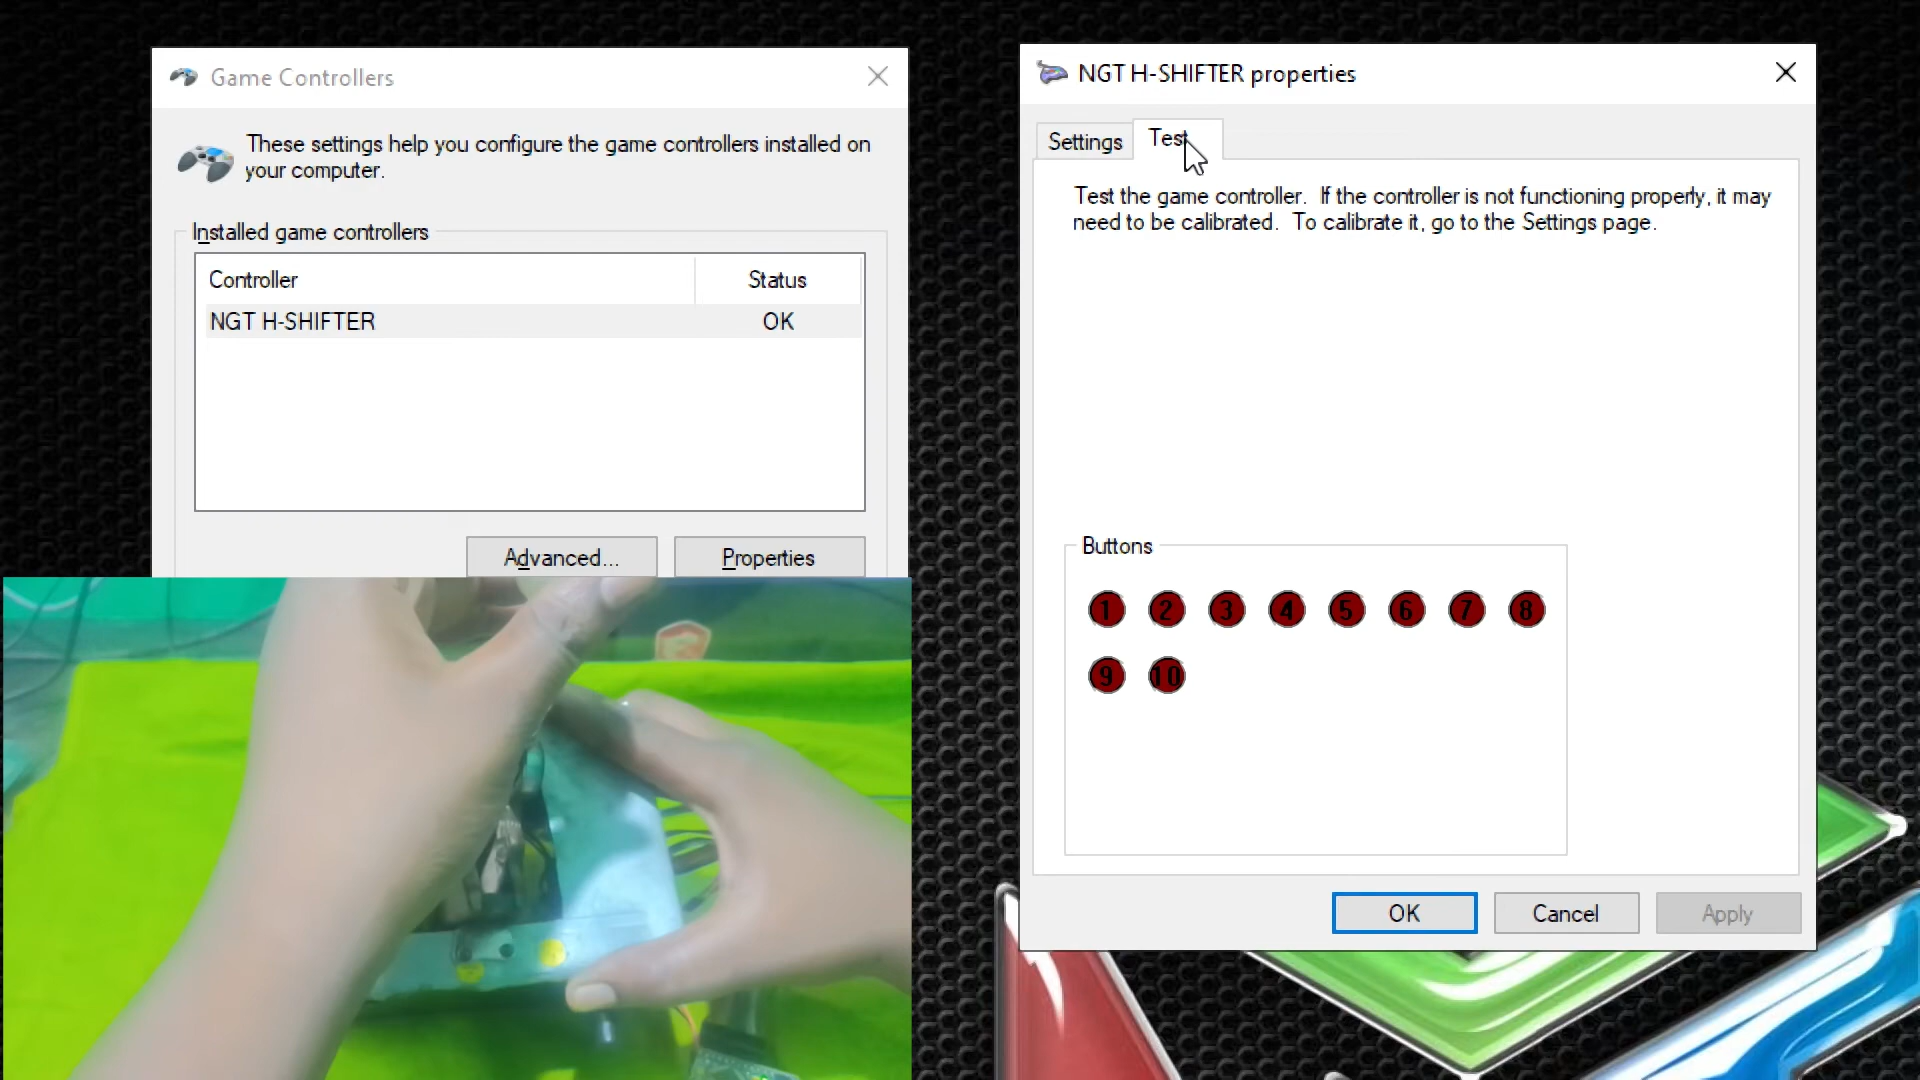 Game Controllers
These settings help you configure the game controllers installed on
your computer.
Installed game controllers
Controller Status
NGT H-SHIFTER OK
Advanced... Properties
NGT H-SHIFTER properties
Settings Test
Test the game controller. If the controller is not functioning properly, it may
need to be calibrated. To calibrate it, go to the Settings page.
Buttons
1 2 3 4 5 6 7 8
9 10
OK Cancel Apply